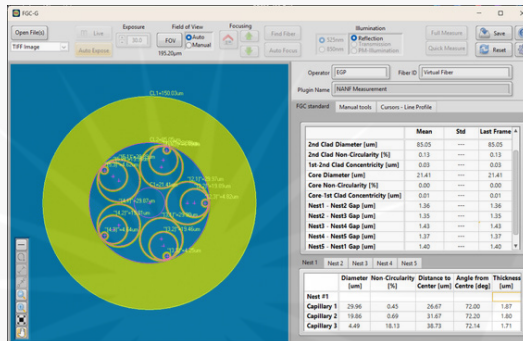 FGC-G
Exposure
Field of View
Focusing
Illumination
Open File(s)
TIFF Image
Live
Auto Expose
30.0
FOV
Auto
Manual
195.20µm
Find Fiber
Auto Focus
525nm
Reflection
Transmission
Full Measure
Quick Measure
Save
Reset
Operator EGP Fiber ID Virtual Fiber
Plugin Name NANF Measurement
FGC standard Manual tools Cursors - Line Profile
Mean Std Last Frame
2nd Clad Diameter [um] 85.05 --- 85.05
2nd Clad Non-Circularity [%] 0.13 --- 0.13
1st-2nd Clad Concentricity [um] 0.03 --- 0.03
Core Diameter [um] 21.41 --- 21.41
Core Non-Circularity [%] 0.00 --- 0.00
Core-1st Clad Concentricity [um] 0.01 --- 0.01
Nest1 - Nest2 Gap [um] 1.36 --- 1.36
Nest2 - Nest3 Gap [um] 1.35 --- 1.35
Nest3 - Nest4 Gap [um] 1.43 --- 1.43
Nest4 - Nest5 Gap [um] 1.37 --- 1.37
Nest5 - Nest1 Gap [um] 1.40 --- 1.40
Nest 1 Nest 2 Nest 3 Nest 4 Nest 5
Diameter [um] Non-Circularity [%] Distance to Center [um] Angle from Centre [deg] Thickness [um]
Nest #1
Capillary 1 29.96 0.45 26.67 72.00 1.87
Capillary 2 19.86 0.69 31.67 72.20 1.80
Capillary 3 4.49 18.13 38.73 72.14 1.71
CL1=150.03um